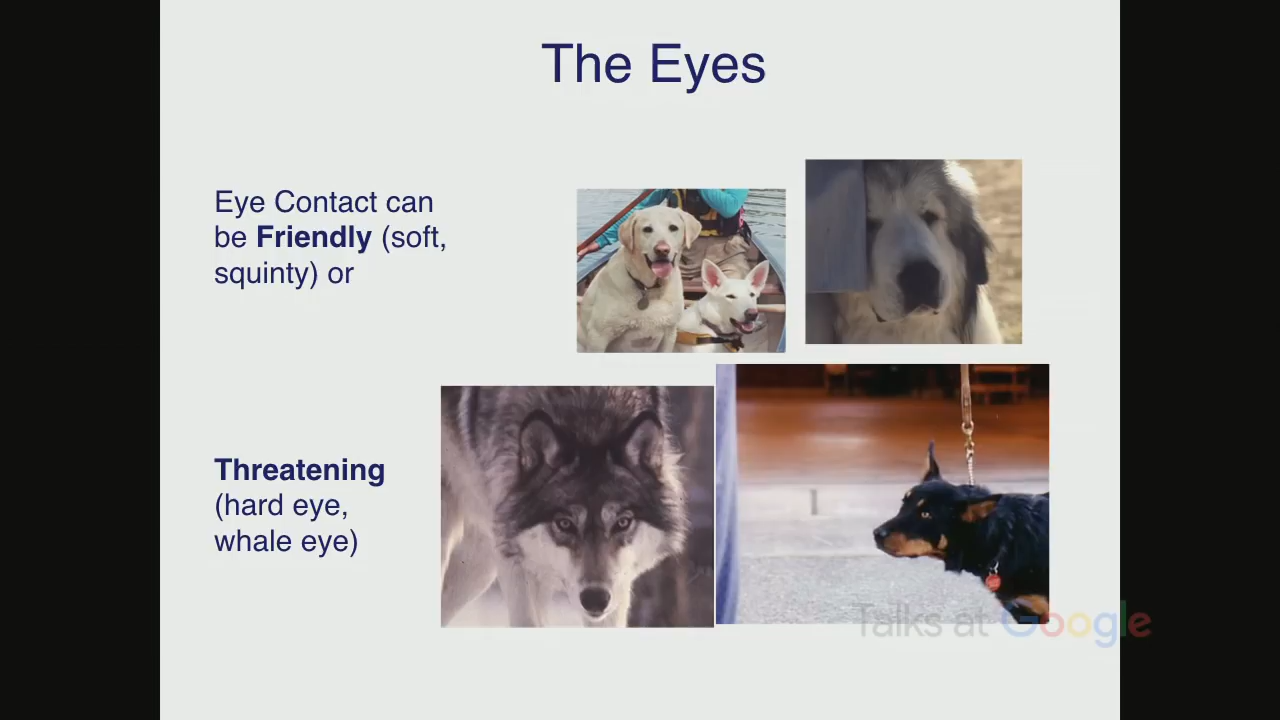 The Eyes
Eye Contact can
be Friendly (soft,
squinty) or
Threatening
(hard eye,
whale eye)
Talks at Google